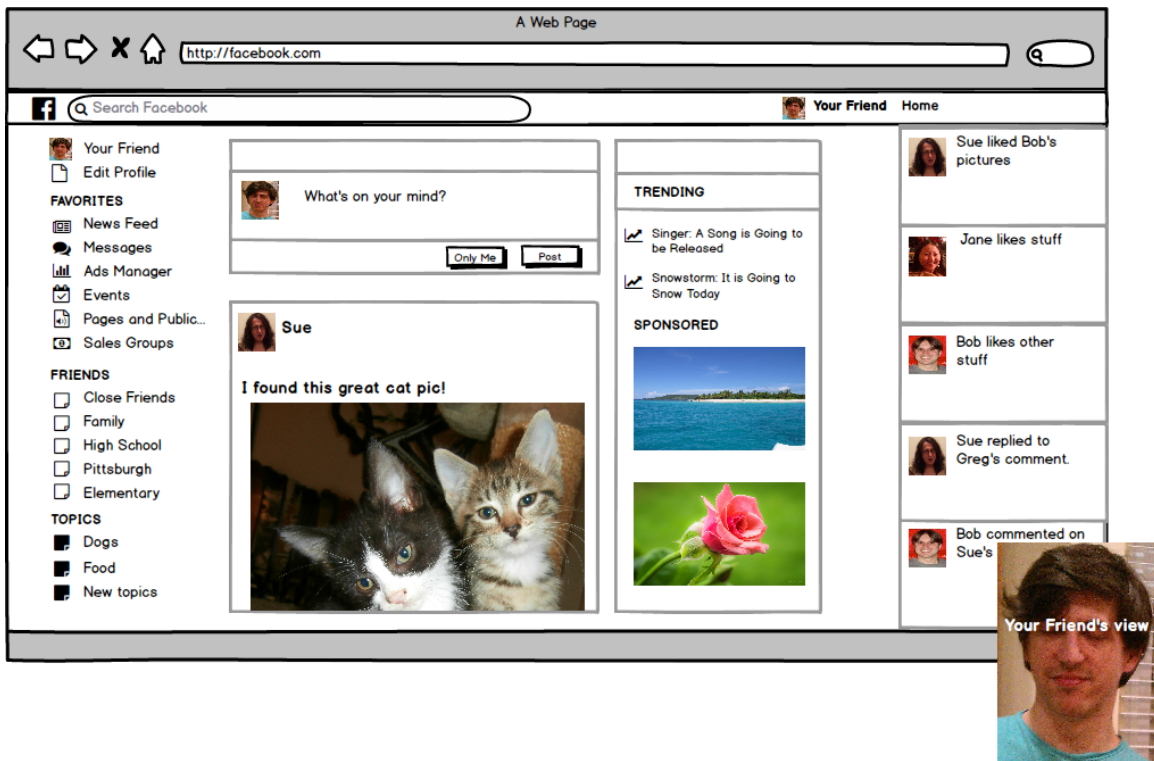 A Web Page
http://facebook.com
f
Search Facebook
Your Friend
Home
Your Friend
Edit Profile
FAVORITES
News Feed
Messages
Ads Manager
Events
Pages and Public...
Sales Groups
FRIENDS
Close Friends
Family
High School
Pittsburgh
Elementary
TOPICS
Dogs
Food
New topics
What's on your mind?
Only Me
Post
Sue
I found this great cat pic!
TRENDING
Singer: A Song is Going to
be Released
Snowstorm: It is Going to
Snow Today
SPONSORED
Sue liked Bob's
pictures
Jane likes stuff
Bob likes other
stuff
Sue replied to
Greg's comment.
Bob commented on
Sue's
Your Friend's view